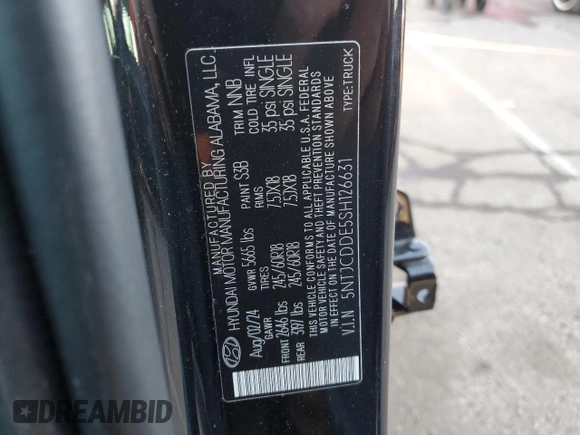 MANUFACTURED BY
HYUNDAI MOTOR MANUFACTURING ALABAMA, LLC.
Aug/02/24 GVWR 5665 lbs PAINT S3B TRIM NNB
GAWR TIRES RIMS COLD TIRE INFL
FRONT 2646 lbs 245/60R18 7.5JX18 35 psi SINGLE
REAR 3197 lbs 245/60R18 7.5JX18 35 psi SINGLE
THIS VEHICLE CONFORMS TO ALL APPLICABLE U.S.A. FEDERAL
MOTOR VEHICLE SAFETY AND THEFT PREVENTION STANDARDS
IN EFFECT ON THE DATE OF MANUFACTURE SHOWN ABOVE
V.I.N 5NTJCDDE5SH126631 TYPE:TRUCK
DREAMBID